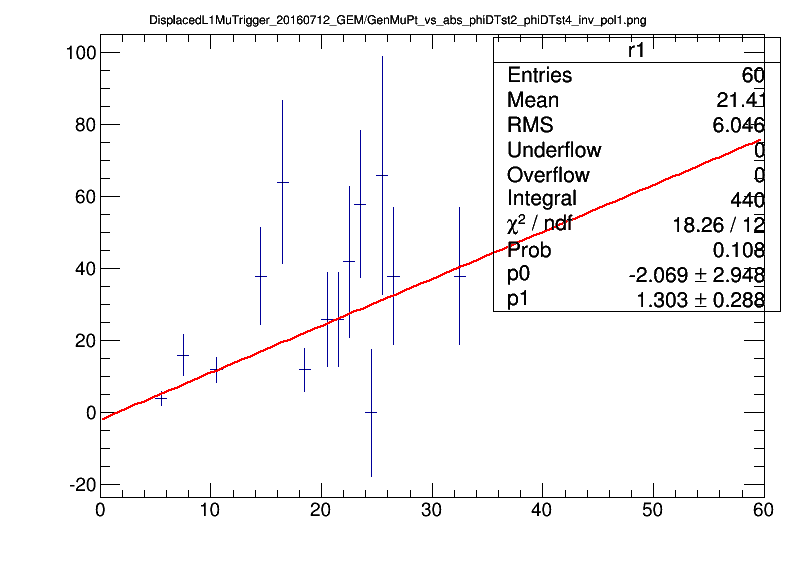 DisplacedL1MuTrigger_20160712_GEM/GenMuPt_vs_abs_phiDTst2_phiDTst4_inv_pol1.png
r1
Entries 60
Mean 21.41
RMS 6.046
Underflow 0
Overflow 0
Integral 440
χ² / ndf 18.26 / 12
Prob 0.108
p0 -2.069 ± 2.948
p1 1.303 ± 0.288
100
80
60
40
20
0
-20
0 10 20 30 40 50 60